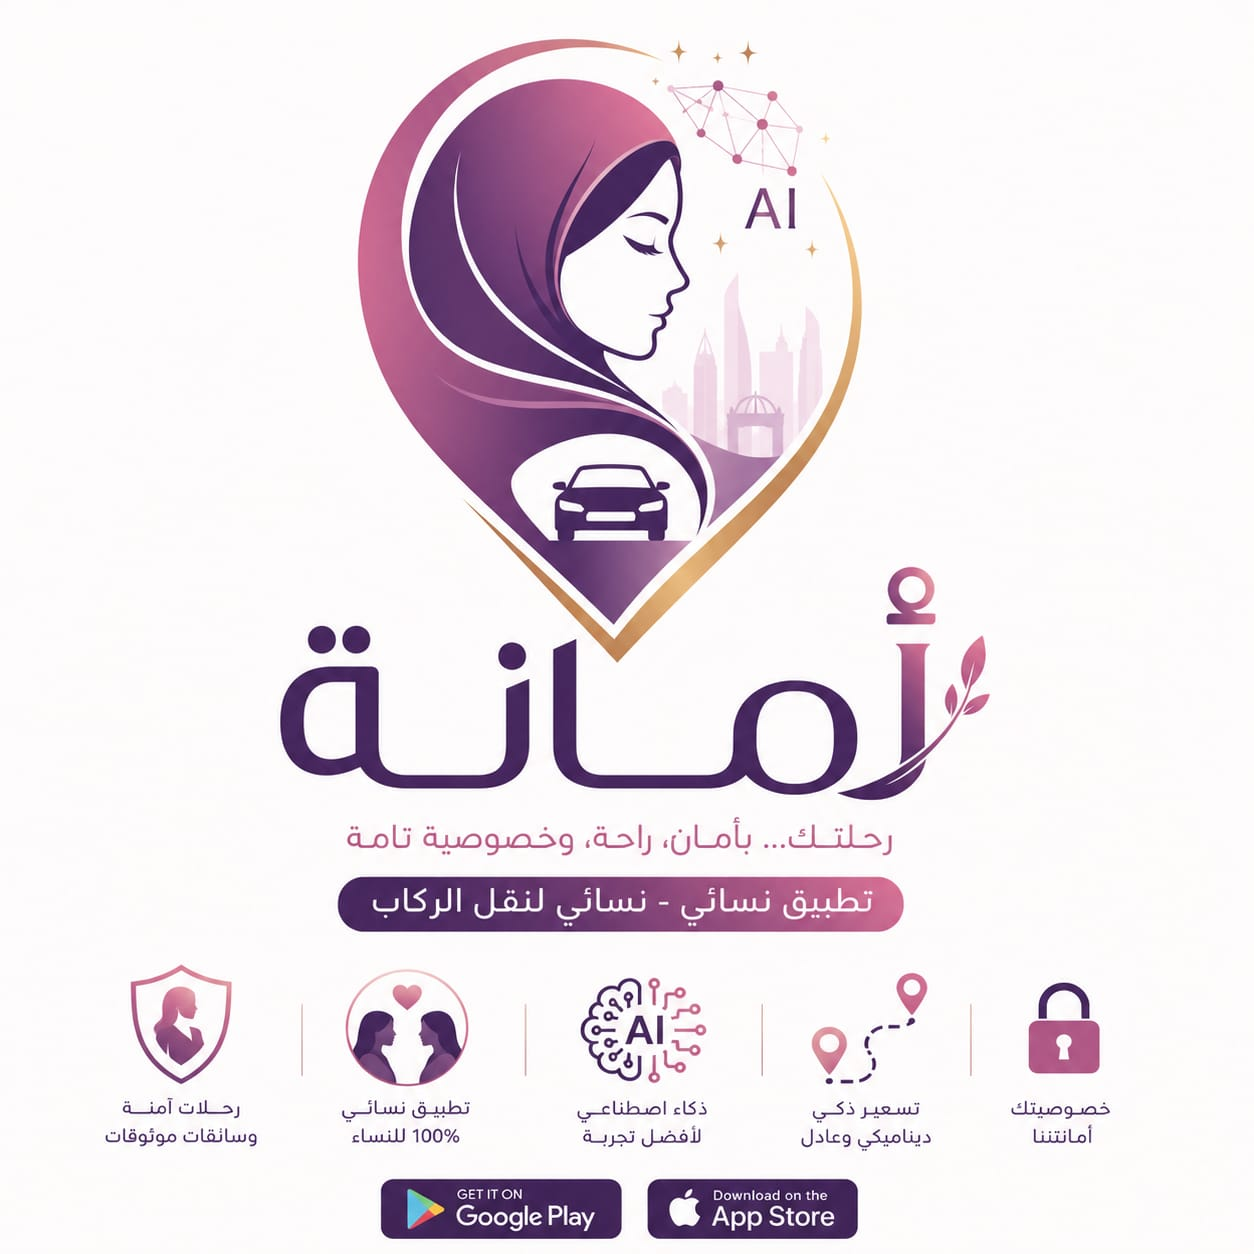 AI
أمانة
رحلتك... بأمان، راحة، وخصوصية تامة
تطبيق نسائي - نسائي لنقل الركاب
خصوصيتك
أمانتننا
تسعير ذكي
ديناميكي وعادل
AI
ذكاء اصطناعي
لأفضل تجربة
تطبيق نسائي
100% للنساء
رحلات آمنة
وسائقات موثوقات
GET IT ON
Google Play
Download on the
App Store